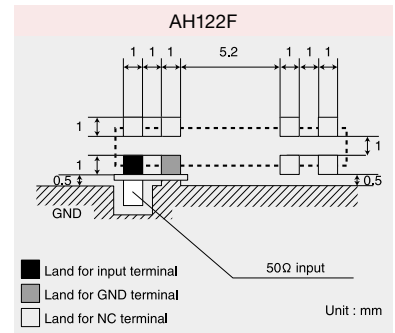 AH122F
1 1 1 5.2 1 1 1
1
1
1
0.5
0.5
GND
50Ω input
Land for input terminal
Land for GND terminal
Land for NC terminal
Unit : mm